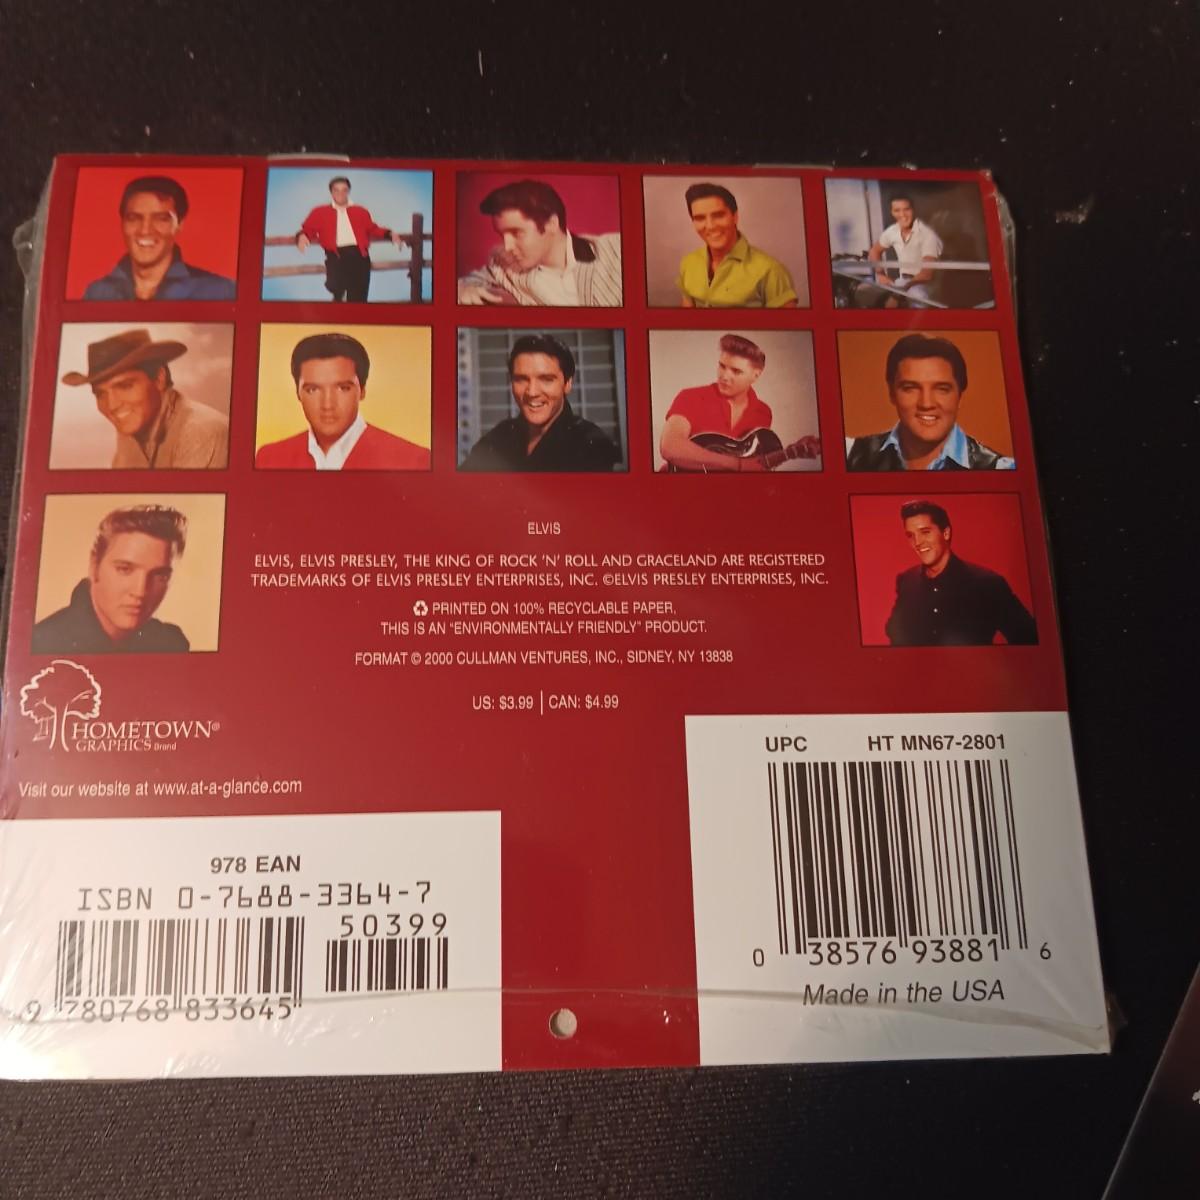 ELVIS
ELVIS, ELVIS PRESLEY, THE KING OF ROCK 'N' ROLL AND GRACELAND ARE REGISTERED
TRADEMARKS OF ELVIS PRESLEY ENTERPRISES, INC. ©ELVIS PRESLEY ENTERPRISES, INC.
♻ PRINTED ON 100% RECYCLABLE PAPER,
THIS IS AN "ENVIRONMENTALLY FRIENDLY" PRODUCT.
FORMAT © 2000 CULLMAN VENTURES, INC., SIDNEY, NY 13838
US: $3.99 | CAN: $4.99
HOMETOWN®
GRAPHICS Brand
Visit our website at www.at-a-glance.com
978 EAN
ISBN 0-7688-3364-7
50399
9 780768 833645
UPC HT MN67-2801
0 38576 93881 6
Made in the USA